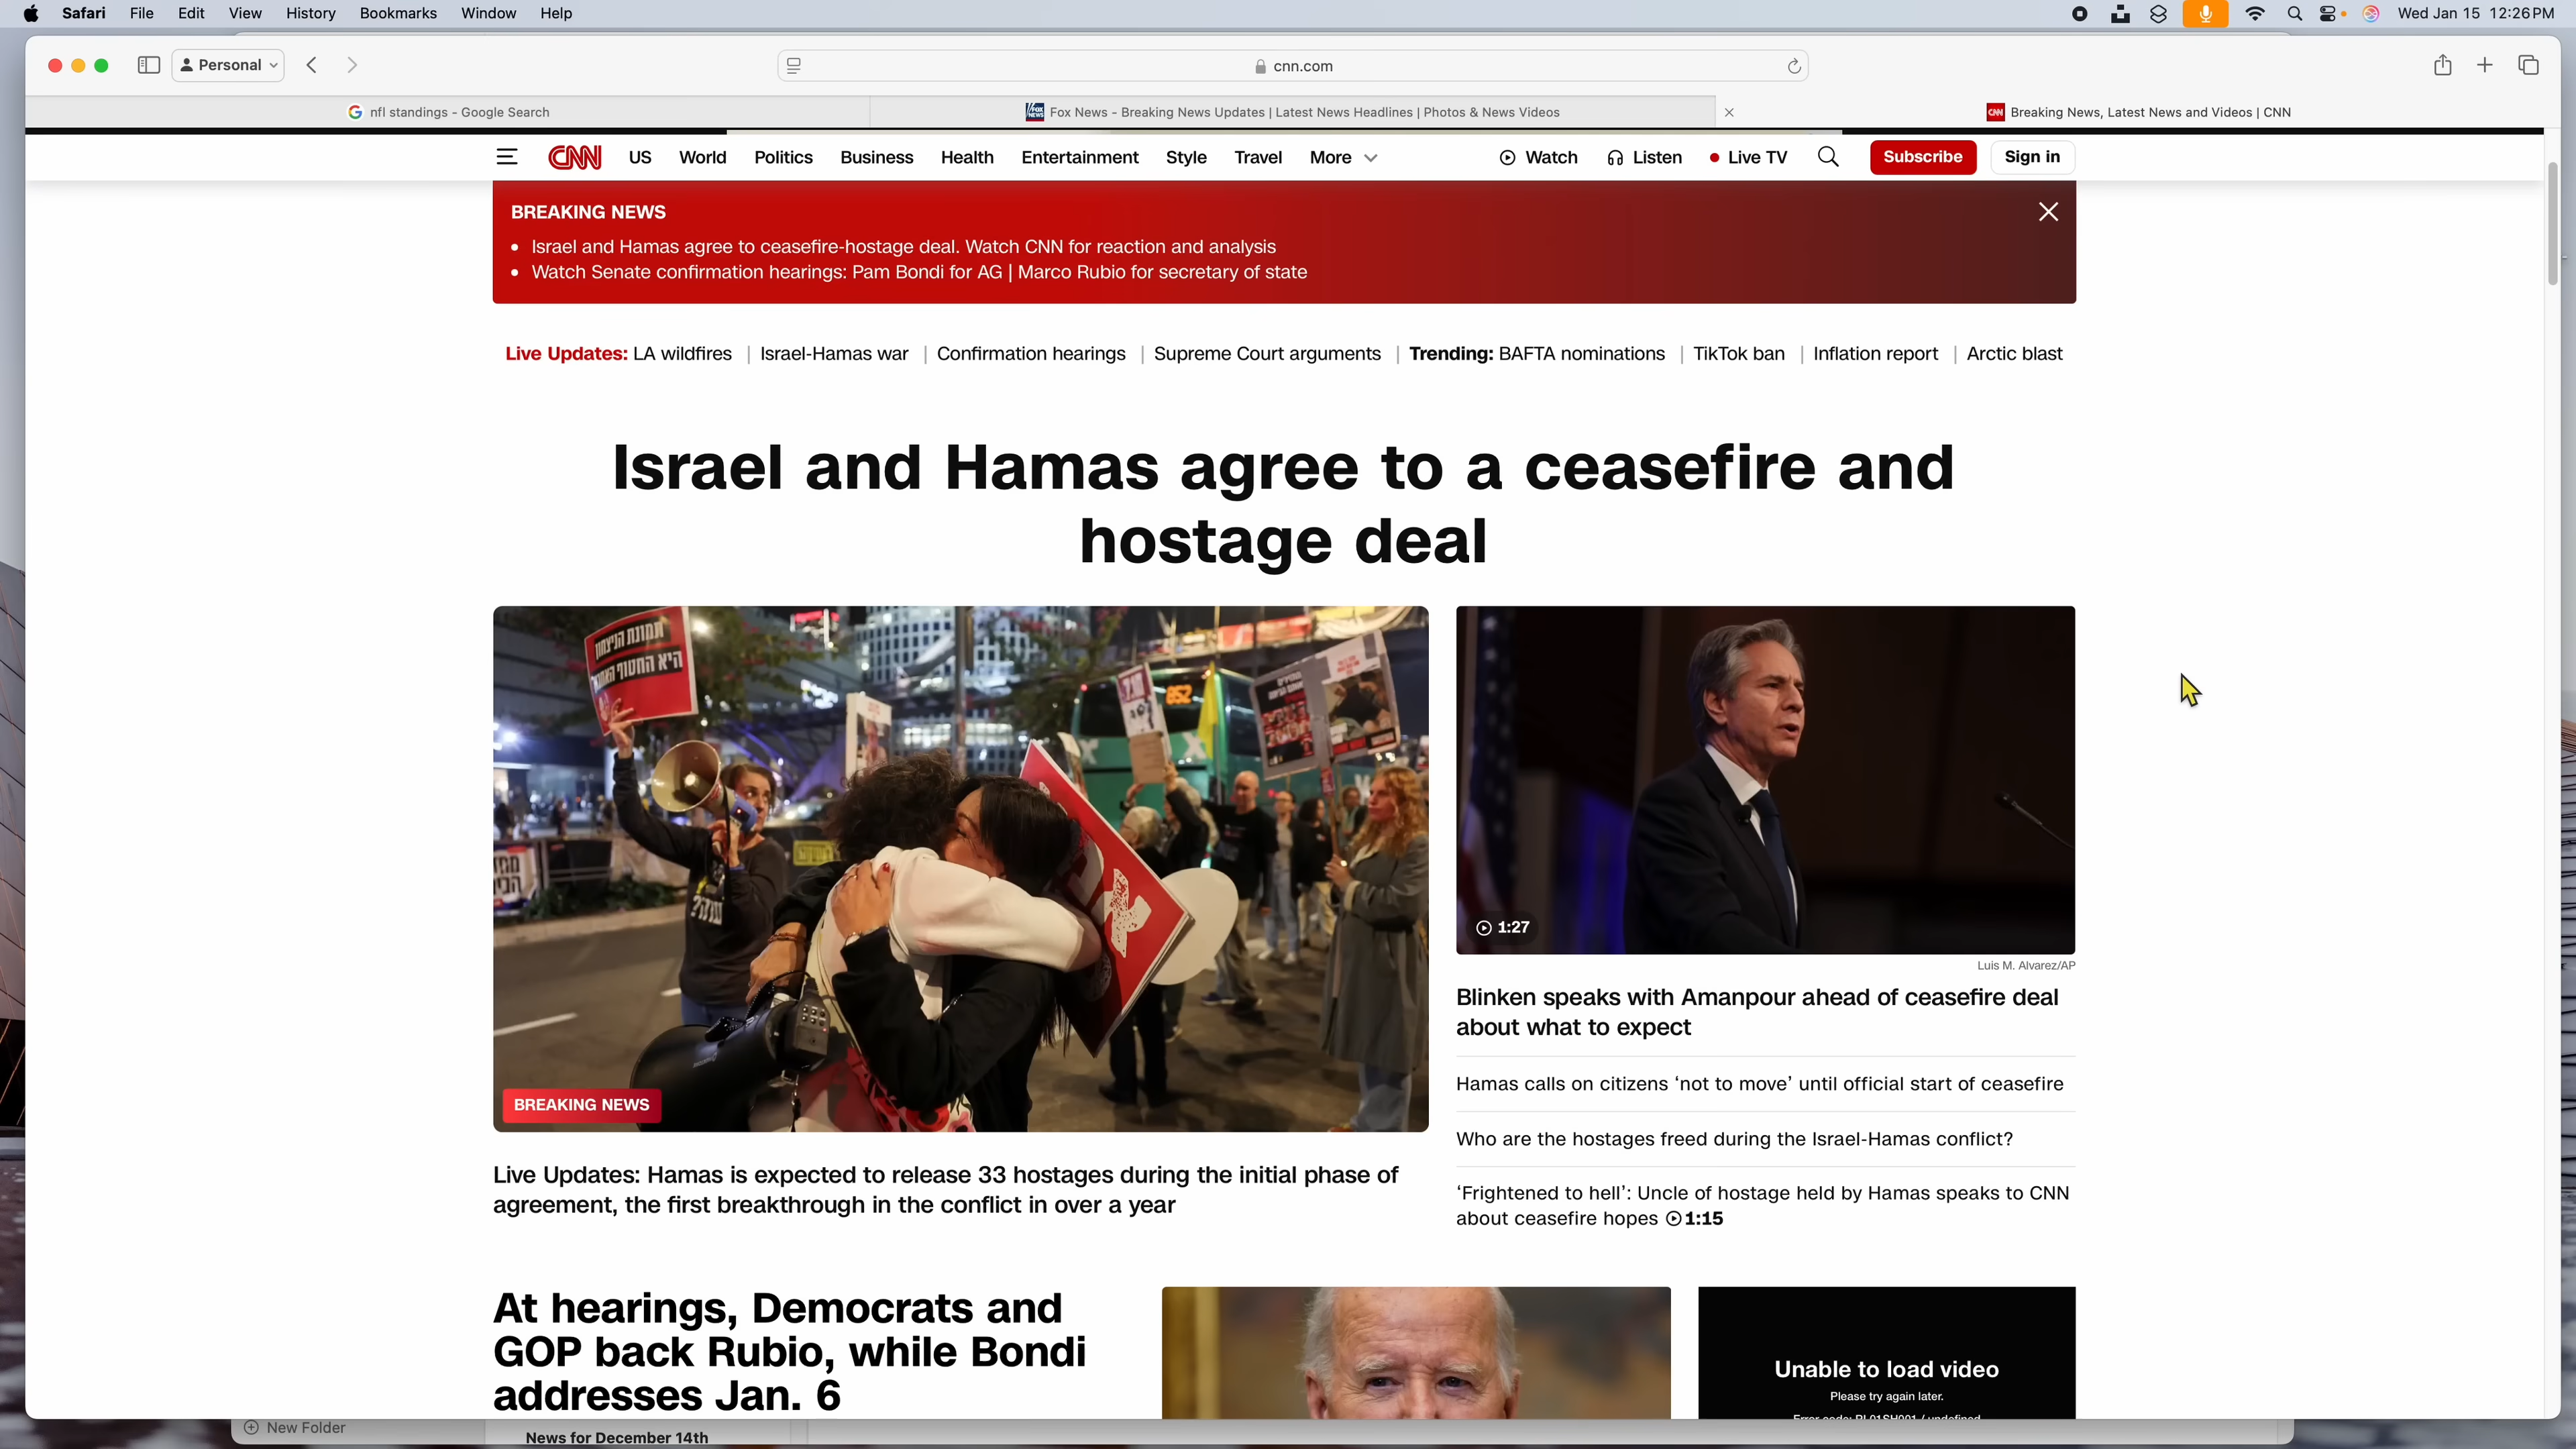 Safari File Edit View History Bookmarks Window Help
Wed Jan 15 12:26 PM
Personal
cnn.com
nfl standings - Google Search
Fox News - Breaking News Updates | Latest News Headlines | Photos & News Videos
Breaking News, Latest News and Videos | CNN
CNN US World Politics Business Health Entertainment Style Travel More Watch Listen Live TV Subscribe Sign in
BREAKING NEWS
• Israel and Hamas agree to ceasefire-hostage deal. Watch CNN for reaction and analysis
• Watch Senate confirmation hearings: Pam Bondi for AG | Marco Rubio for secretary of state
Live Updates: LA wildfires | Israel-Hamas war | Confirmation hearings | Supreme Court arguments | Trending: BAFTA nominations | TikTok ban | Inflation report | Arctic blast
Israel and Hamas agree to a ceasefire and
hostage deal
תמונת הניצחון
היא החטוף האחרון
852
BREAKING NEWS
Live Updates: Hamas is expected to release 33 hostages during the initial phase of
agreement, the first breakthrough in the conflict in over a year
1:27
Luis M. Alvarez/AP
Blinken speaks with Amanpour ahead of ceasefire deal
about what to expect
Hamas calls on citizens ‘not to move’ until official start of ceasefire
Who are the hostages freed during the Israel-Hamas conflict?
‘Frightened to hell’: Uncle of hostage held by Hamas speaks to CNN
about ceasefire hopes 1:15
At hearings, Democrats and
GOP back Rubio, while Bondi
addresses Jan. 6
Unable to load video
Please try again later.
New Folder
News for December 14th